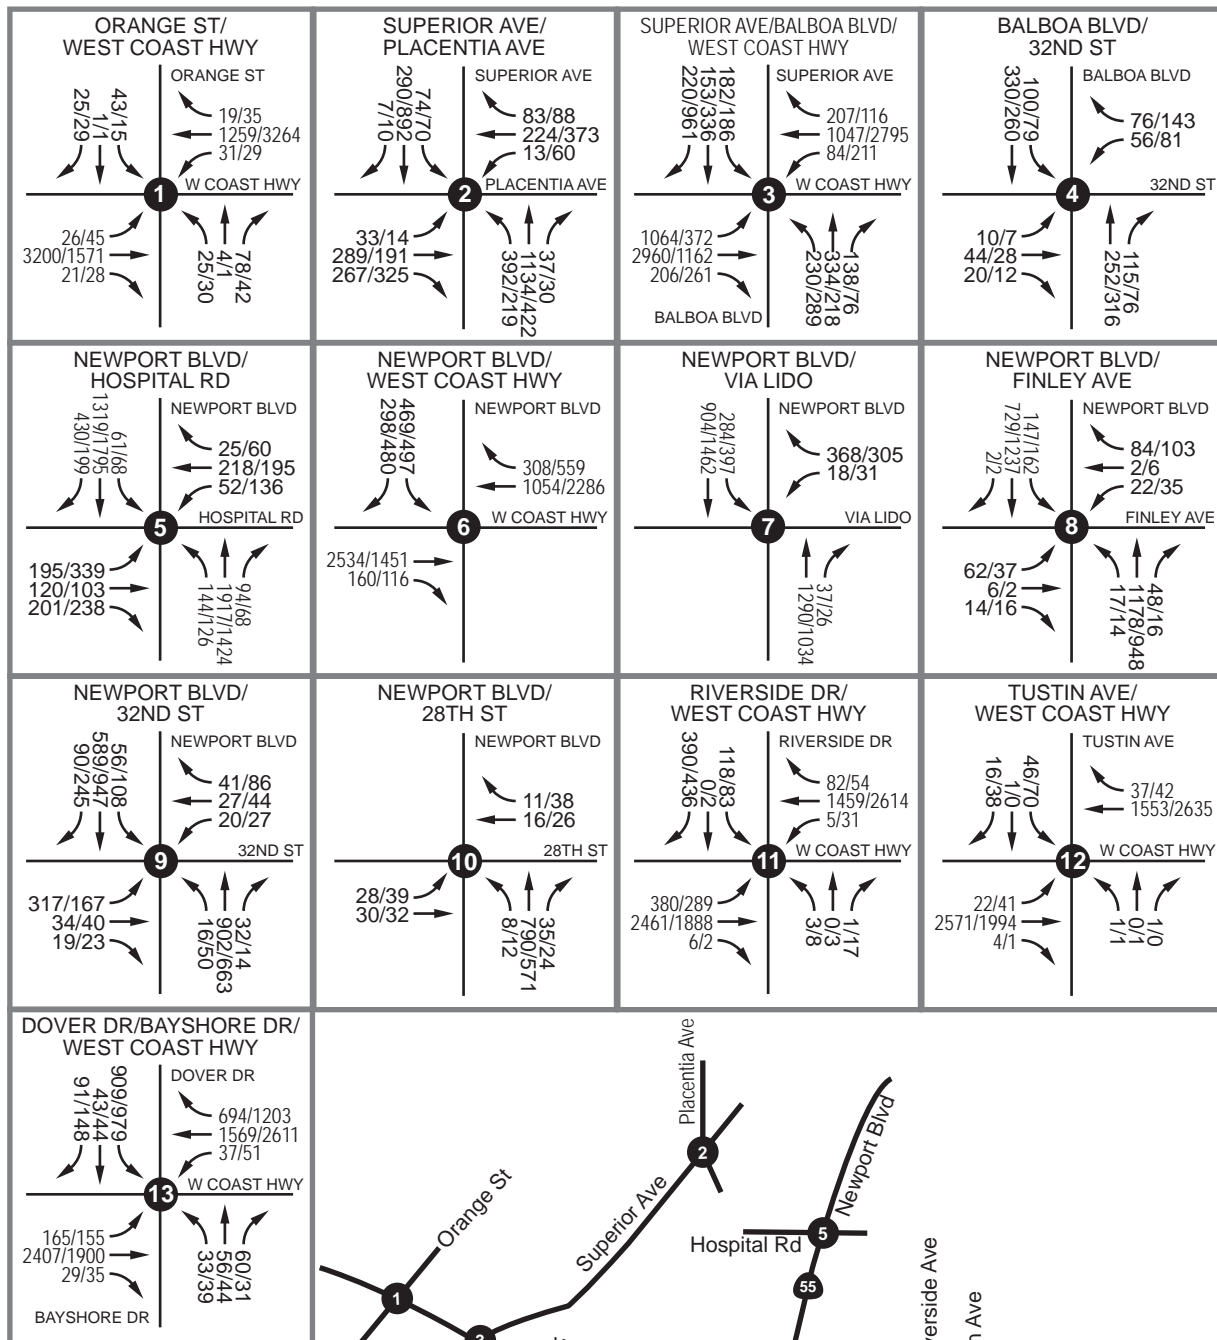 ORANGE ST/
WEST COAST HWY
ORANGE ST
25/29
1/1
43/15
19/35
1259/3264
31/29
1
W COAST HWY
26/45
3200/1571
21/28
25/30
4/1
78/42
SUPERIOR AVE/
PLACENTIA AVE
SUPERIOR AVE
7/10
290/892
74/70
83/88
224/373
13/60
2
PLACENTIA AVE
33/14
289/191
267/325
392/219
1134/422
37/30
SUPERIOR AVE/BALBOA BLVD/
WEST COAST HWY
SUPERIOR AVE
220/961
153/336
182/186
207/116
1047/2795
84/211
3
W COAST HWY
1064/372
2960/1162
206/261
230/289
334/218
138/76
BALBOA BLVD
BALBOA BLVD/
32ND ST
BALBOA BLVD
330/260
100/79
76/143
56/81
4
32ND ST
10/7
44/28
20/12
252/316
115/76
NEWPORT BLVD/
HOSPITAL RD
NEWPORT BLVD
430/199
1319/1795
61/68
25/60
218/195
52/136
5
HOSPITAL RD
195/339
120/103
201/238
144/126
1917/1424
94/68
NEWPORT BLVD/
WEST COAST HWY
NEWPORT BLVD
298/480
469/497
308/559
1054/2286
6
W COAST HWY
2534/1451
160/116
NEWPORT BLVD/
VIA LIDO
NEWPORT BLVD
904/1462
284/397
368/305
18/31
7
VIA LIDO
1290/1034
37/26
NEWPORT BLVD/
FINLEY AVE
NEWPORT BLVD
2/2
729/1237
147/162
84/103
2/6
22/35
8
FINLEY AVE
62/37
6/2
14/16
17/14
1178/948
48/16
NEWPORT BLVD/
32ND ST
NEWPORT BLVD
90/245
589/947
56/108
41/86
27/44
20/27
9
32ND ST
317/167
34/40
19/23
16/50
902/663
32/14
NEWPORT BLVD/
28TH ST
NEWPORT BLVD
11/38
16/26
10
28TH ST
28/39
30/32
8/12
790/571
35/24
RIVERSIDE DR/
WEST COAST HWY
RIVERSIDE DR
390/436
0/2
118/83
82/54
1459/2614
5/31
11
W COAST HWY
380/289
2461/1888
6/2
3/8
0/3
1/17
TUSTIN AVE/
WEST COAST HWY
TUSTIN AVE
16/38
1/0
46/70
37/42
1553/2635
12
W COAST HWY
22/41
2571/1994
4/1
1/1
0/1
1/0
DOVER DR/BAYSHORE DR/
WEST COAST HWY
DOVER DR
91/148
43/44
909/979
694/1203
1569/2611
37/51
13
W COAST HWY
165/155
2407/1900
29/35
33/39
56/44
60/31
BAYSHORE DR
Placentia Ave
2
Newport Blvd
Orange St
Superior Ave
Hospital Rd
5
55
1